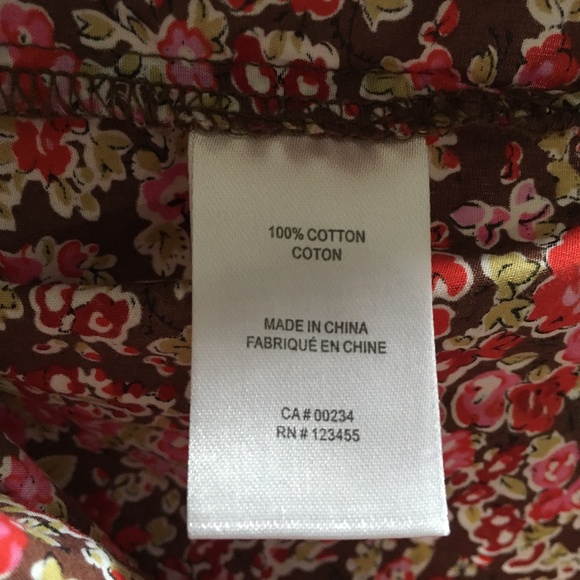 100% COTTON
COTON
MADE IN CHINA
FABRIQUÉ EN CHINE
CA # 00234
RN # 123455